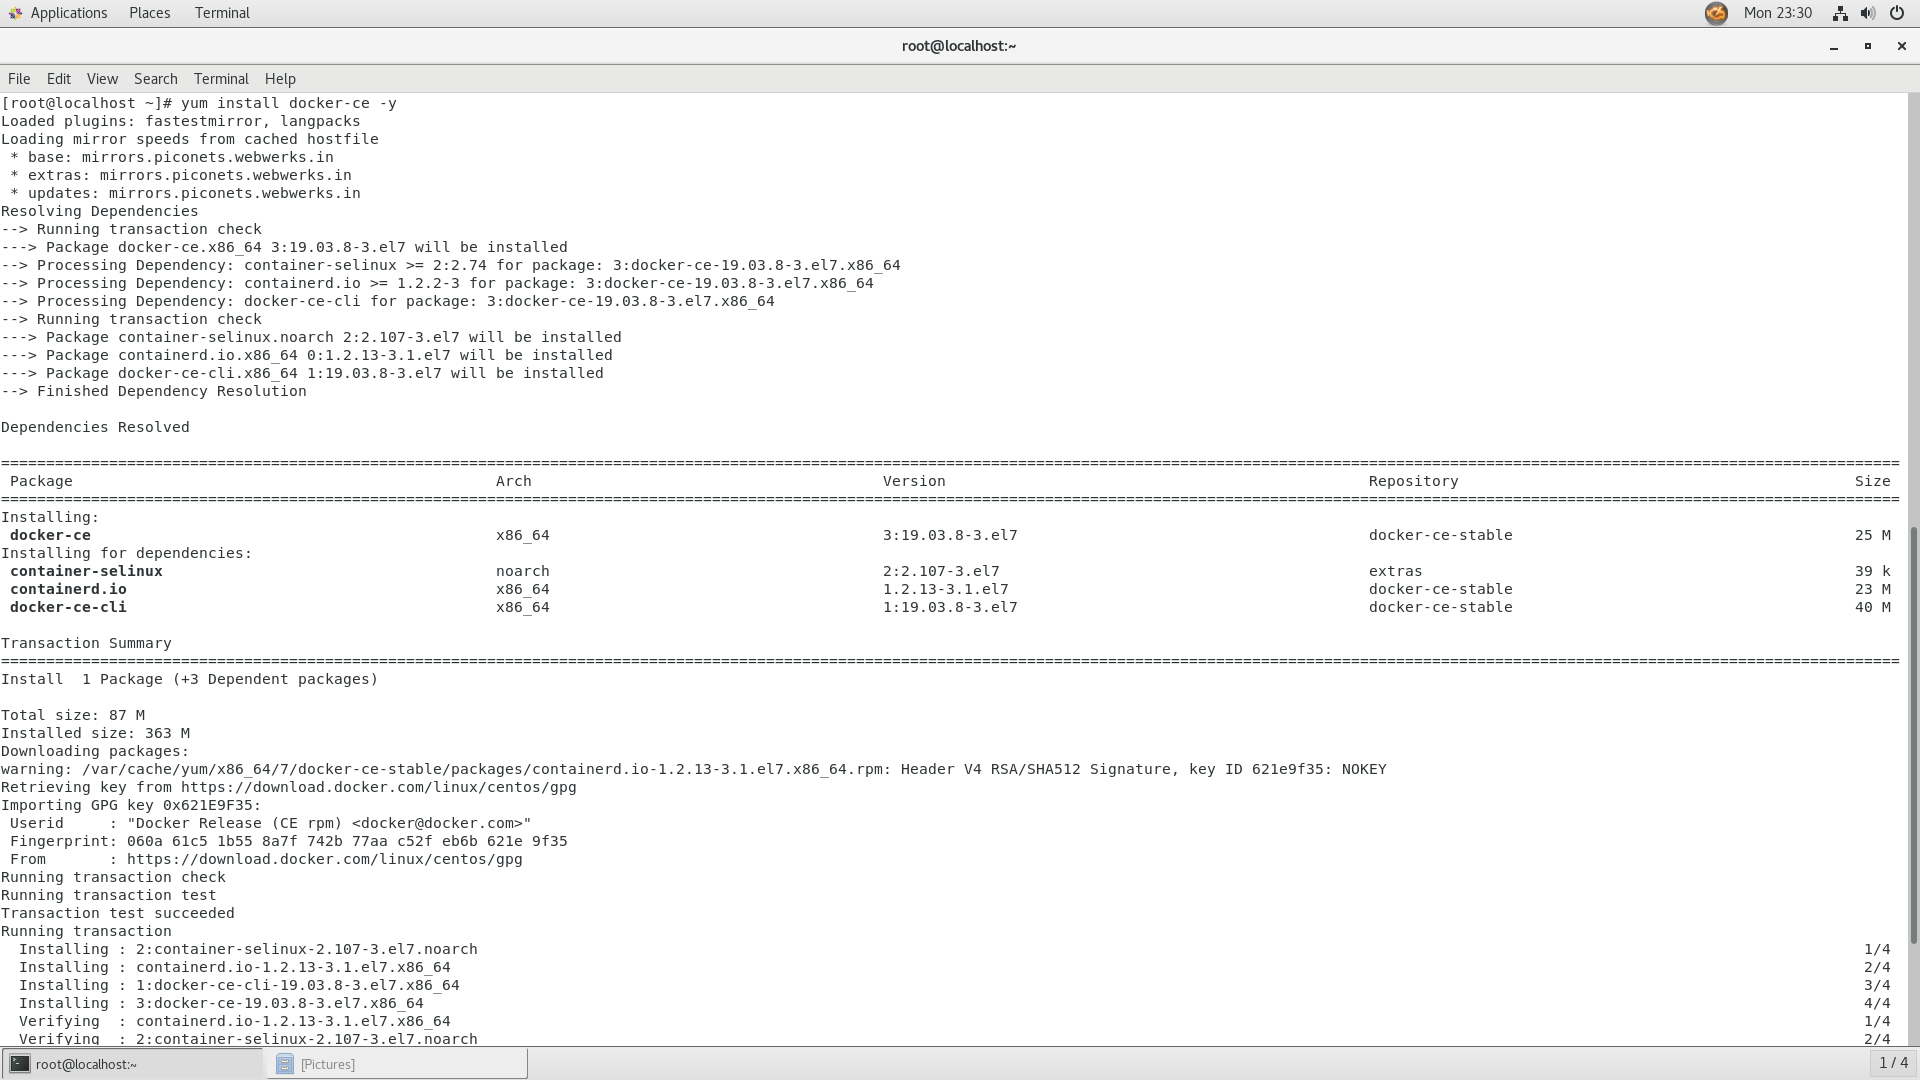 Applications Places Terminal Mon 23:30
root@localhost:~
File Edit View Search Terminal Help
[root@localhost ~]# yum install docker-ce -y
Loaded plugins: fastestmirror, langpacks
Loading mirror speeds from cached hostfile
 * base: mirrors.piconets.webwerks.in
 * extras: mirrors.piconets.webwerks.in
 * updates: mirrors.piconets.webwerks.in
Resolving Dependencies
--> Running transaction check
---> Package docker-ce.x86_64 3:19.03.8-3.el7 will be installed
--> Processing Dependency: container-selinux >= 2:2.74 for package: 3:docker-ce-19.03.8-3.el7.x86_64
--> Processing Dependency: containerd.io >= 1.2.2-3 for package: 3:docker-ce-19.03.8-3.el7.x86_64
--> Processing Dependency: docker-ce-cli for package: 3:docker-ce-19.03.8-3.el7.x86_64
--> Running transaction check
---> Package container-selinux.noarch 2:2.107-3.el7 will be installed
---> Package containerd.io.x86_64 0:1.2.13-3.1.el7 will be installed
---> Package docker-ce-cli.x86_64 1:19.03.8-3.el7 will be installed
--> Finished Dependency Resolution
Dependencies Resolved
Package Arch Version Repository Size
Installing:
docker-ce x86_64 3:19.03.8-3.el7 docker-ce-stable 25 M
Installing for dependencies:
container-selinux noarch 2:2.107-3.el7 extras 39 k
containerd.io x86_64 1.2.13-3.1.el7 docker-ce-stable 23 M
docker-ce-cli x86_64 1:19.03.8-3.el7 docker-ce-stable 40 M
Transaction Summary
Install  1 Package (+3 Dependent packages)
Total size: 87 M
Installed size: 363 M
Downloading packages:
warning: /var/cache/yum/x86_64/7/docker-ce-stable/packages/containerd.io-1.2.13-3.1.el7.x86_64.rpm: Header V4 RSA/SHA512 Signature, key ID 621e9f35: NOKEY
Retrieving key from https://download.docker.com/linux/centos/gpg
Importing GPG key 0x621E9F35:
 Userid     : "Docker Release (CE rpm) <docker@docker.com>"
 Fingerprint: 060a 61c5 1b55 8a7f 742b 77aa c52f eb6b 621e 9f35
 From       : https://download.docker.com/linux/centos/gpg
Running transaction check
Running transaction test
Transaction test succeeded
Running transaction
  Installing : 2:container-selinux-2.107-3.el7.noarch 1/4
  Installing : containerd.io-1.2.13-3.1.el7.x86_64 2/4
  Installing : 1:docker-ce-cli-19.03.8-3.el7.x86_64 3/4
  Installing : 3:docker-ce-19.03.8-3.el7.x86_64 4/4
  Verifying  : containerd.io-1.2.13-3.1.el7.x86_64 1/4
  Verifying  : 2:container-selinux-2.107-3.el7.noarch 2/4
root@localhost:~ [Pictures] 1 / 4